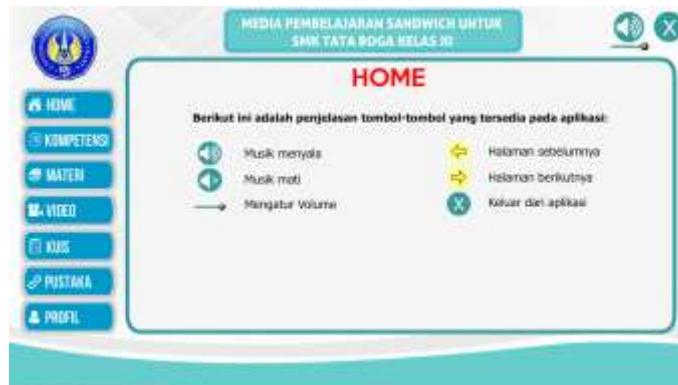 MEDIA PEMBELAJARAN SANDWICH UNTUK
SMK TATA BOGA KELAS XI
X
HOME
HOME
KOMPETENSI
MATERI
VIDEO
KUIS
PUSTAKA
PROFIL
Berikut ini adalah penjelasan tombol-tombol yang tersedia pada aplikasi:
Musik menyala
Musik mati
Mengatur Volume
Halaman sebelumnya
Halaman berikutnya
X
Keluar dari aplikasi